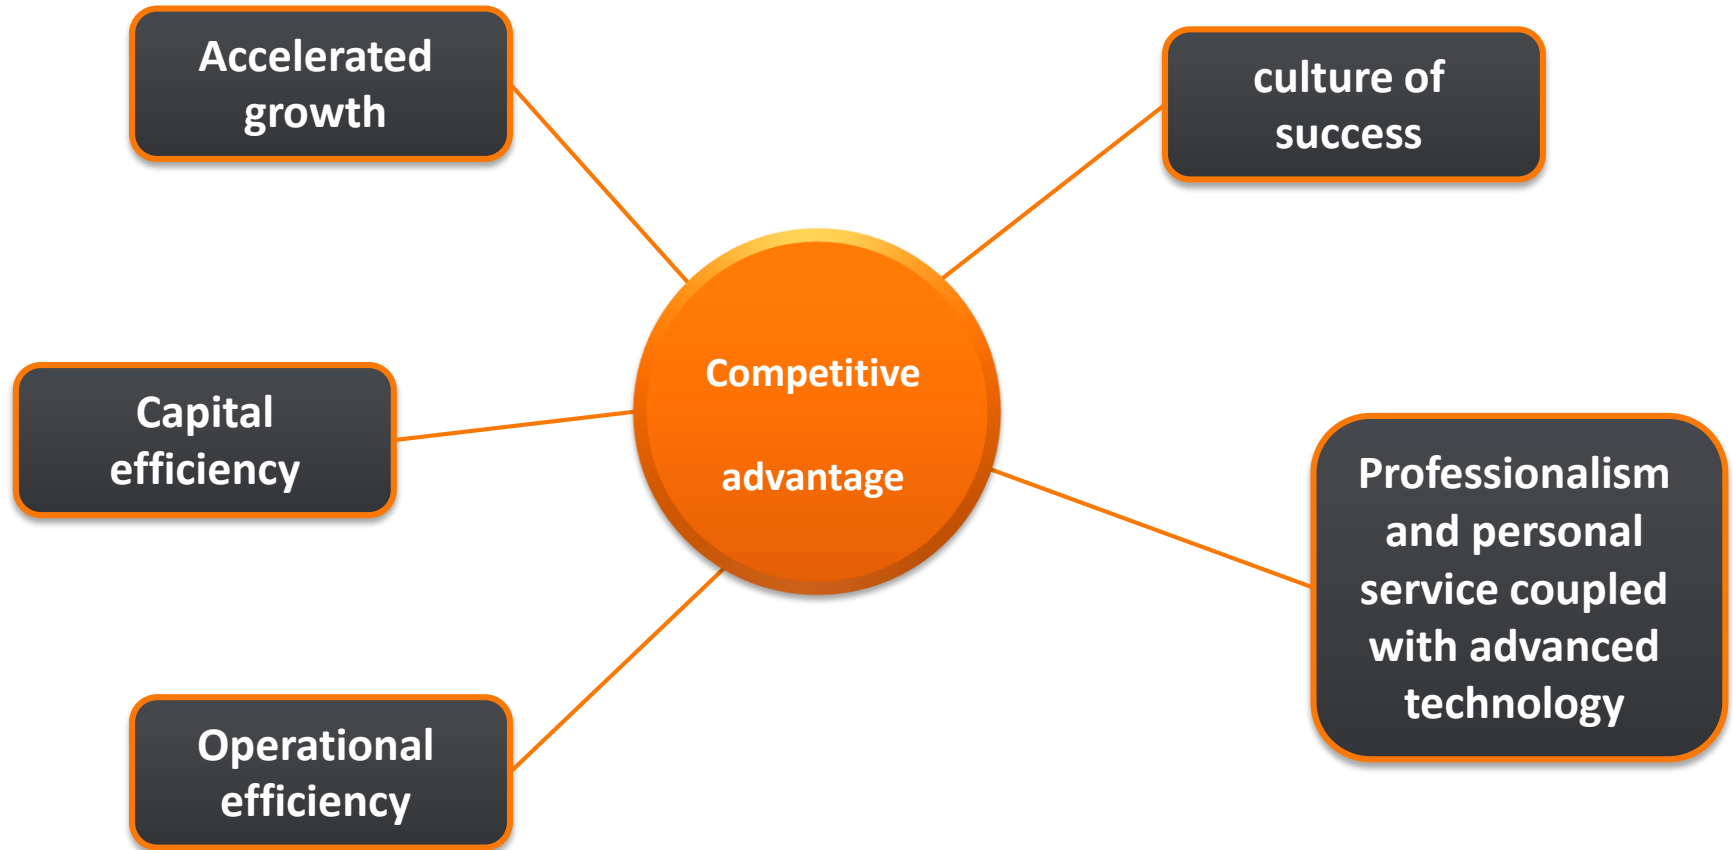 Accelerated
growth
culture of
success
Competitive
advantage
Capital
efficiency
Professionalism
and personal
service coupled
with advanced
technology
Operational
efficiency